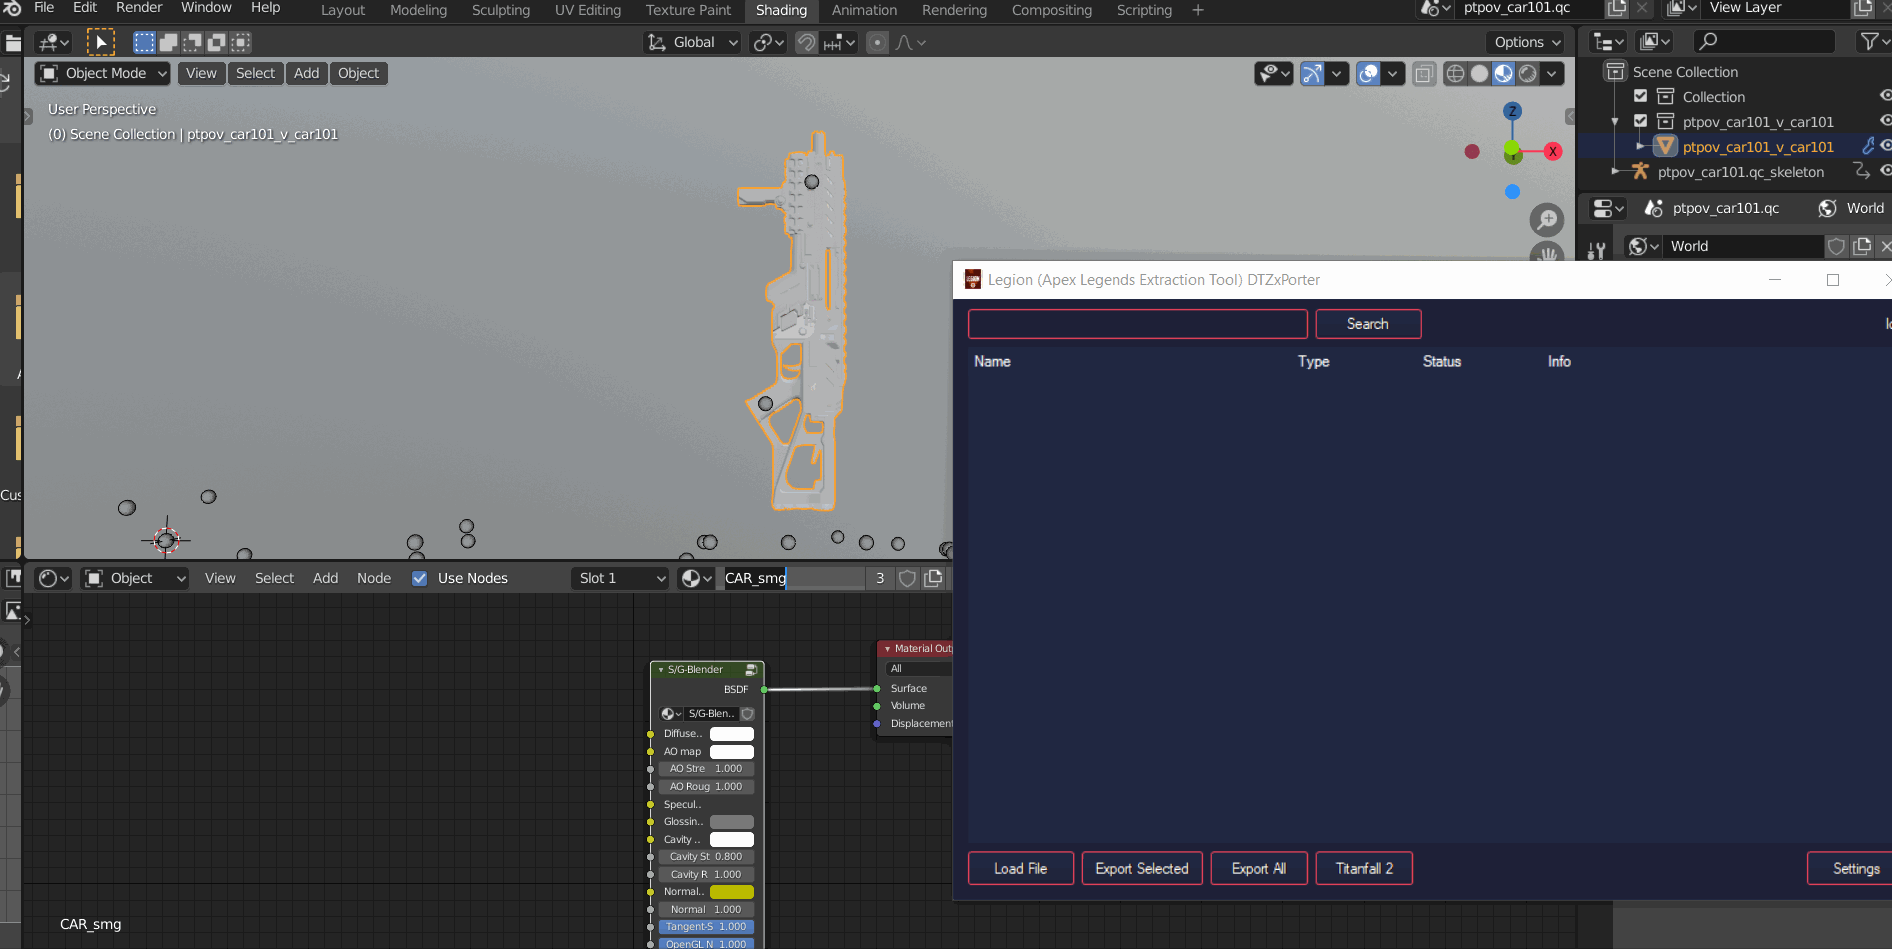 File Edit Render Window Help Layout Modeling Sculpting UV Editing Texture Paint Shading Animation Rendering Compositing Scripting + ptpov_car101.qc View Layer
Global Options
Object Mode View Select Add Object
User Perspective
(0) Scene Collection | ptpov_car101_v_car101
Z
X
Y
Scene Collection
Collection
ptpov_car101_v_car101
ptpov_car101_v_car101
ptpov_car101.qc_skeleton
ptpov_car101.qc World
World
Legion (Apex Legends Extraction Tool) DTZxPorter
Search
Name Type Status Info
Load File Export Selected Export All Titanfall 2 Settings
Cus
Object View Select Add Node Use Nodes Slot 1 CAR_smg 3
S/G-Blender
BSDF
S/G-Blen..
Diffuse..
AO map
AO Stre 1.000
AO Roug 1.000
Specul..
Glossin..
Cavity ..
Cavity St 0.800
Cavity R 1.000
Normal..
Normal 1.000
Tangent-S 1.000
OpenGL N 1.000
Material Out
All
Surface
Volume
Displacement
CAR_smg